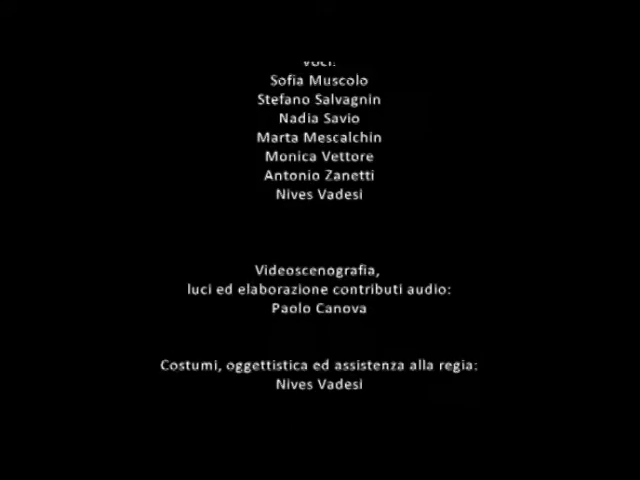 Voci:
Sofia Muscolo
Stefano Salvagnin
Nadia Savio
Marta Mescalchin
Monica Vettore
Antonio Zanetti
Nives Vadesi
Videoscenografia,
luci ed elaborazione contributi audio:
Paolo Canova
Costumi, oggettistica ed assistenza alla regia:
Nives Vadesi